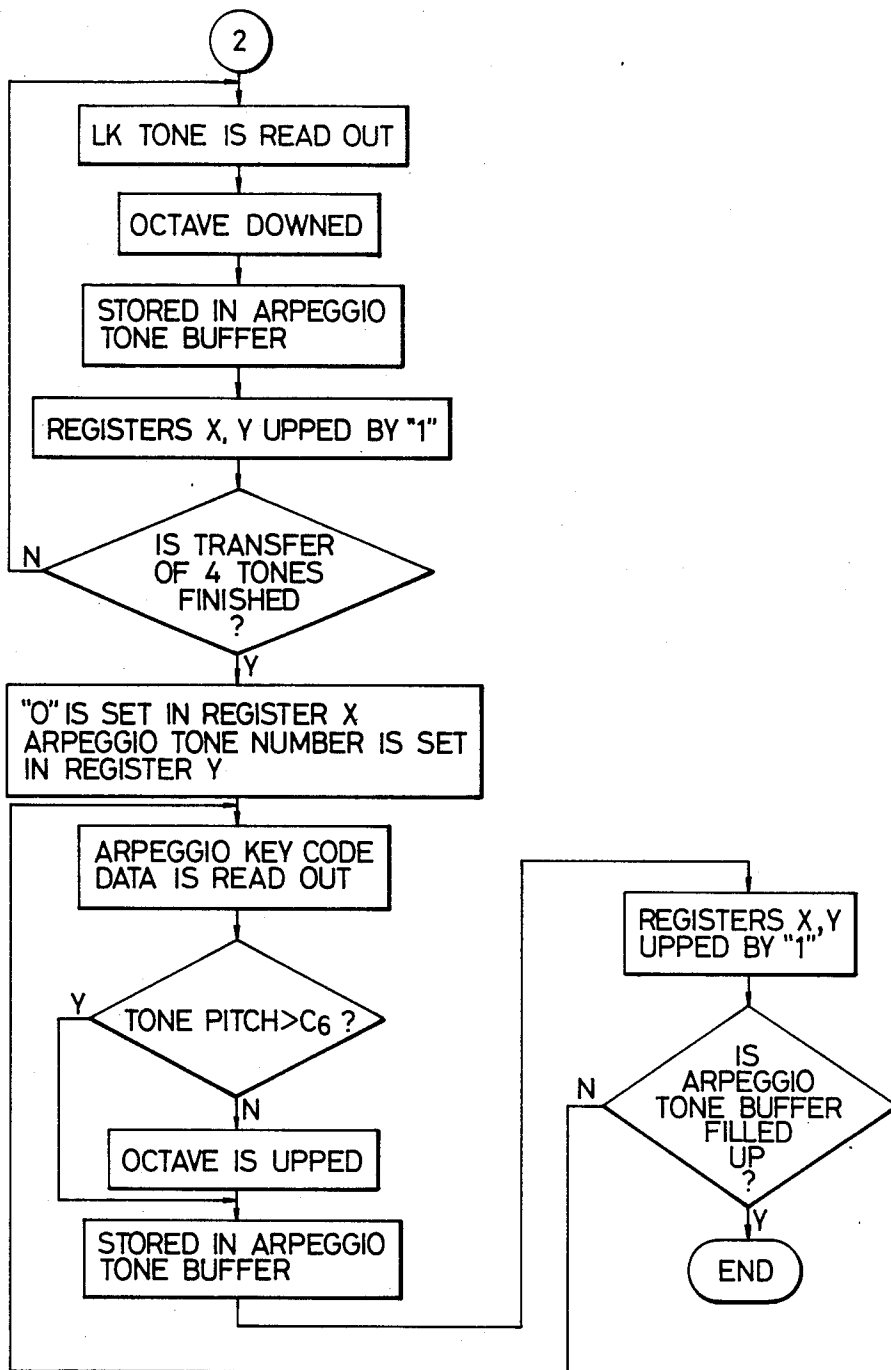 2
LK TONE IS READ OUT
OCTAVE DOWNED
STORED IN ARPEGGIO
TONE BUFFER
REGISTERS X, Y UPPED BY "1"
IS TRANSFER
OF 4 TONES
FINISHED
?
N
Y
"0" IS SET IN REGISTER X
ARPEGGIO TONE NUMBER IS SET
IN REGISTER Y
ARPEGGIO KEY CODE
DATA IS READ OUT
TONE PITCH>C6 ?
Y
N
OCTAVE IS UPPED
STORED IN ARPEGGIO
TONE BUFFER
REGISTERS X, Y
UPPED BY "1"
IS
ARPEGGIO
TONE BUFFER
FILLED
UP
?
N
Y
END